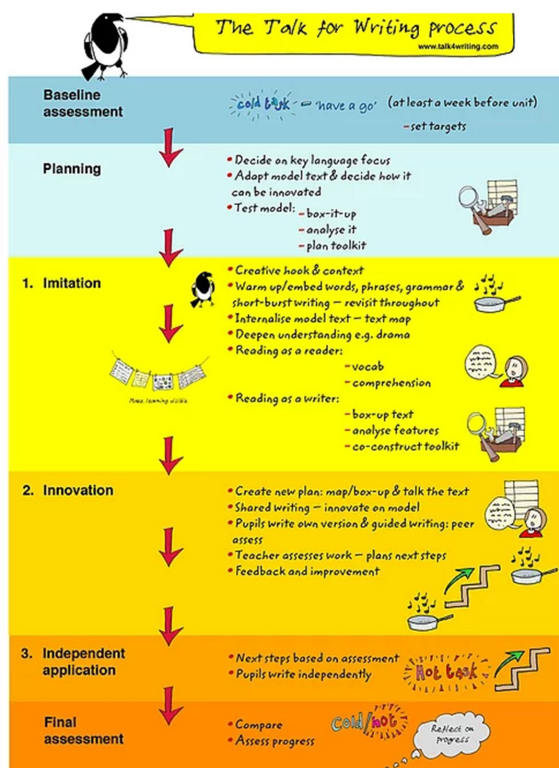 The Talk for Writing process
www.talk4writing.com
Baseline
assessment
cold task – 'have a go' (at least a week before unit)
– set targets
Planning
• Decide on key language focus
• Adapt model text & decide how it
can be innovated
• Test model:
– box-it-up
– analyse it
– plan toolkit
1. Imitation
• Creative hook & context
• Warm up/embed words, phrases, grammar &
short-burst writing – revisit throughout
• Internalise model text – text map
• Deepen understanding e.g. drama
• Reading as a reader:
– vocab
– comprehension
Make learning visible
• Reading as a writer:
– box-up text
– analyse features
– co-construct toolkit
2. Innovation
• Create new plan: map/box-up & talk the text
• Shared writing – innovate on model
• Pupils write own version & guided writing: peer
assess
• Teacher assesses work – plans next steps
• Feedback and improvement
3. Independent
application
• Next steps based on assessment
• Pupils write independently
Hot task
Final
assessment
• Compare
• Assess progress
Cold/hot
Reflect on
progress